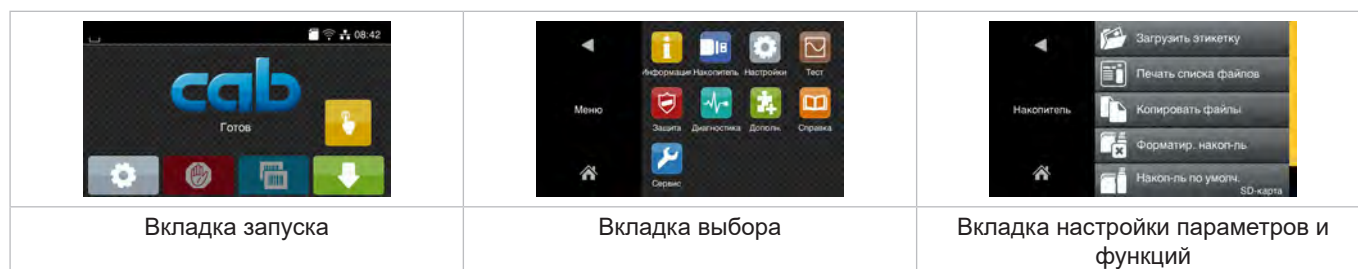 08:42
cab
Готов
Вкладка запуска
Меню
Информация Накопитель Настройки Тест
Защита Диагностика Дополн. Справка
Сервис
Вкладка выбора
Накопитель
Загрузить этикетку
Печать списка файлов
Копировать файлы
Форматир. накоп-ль
Накоп-ль по умолч.
SD-карта
Вкладка настройки параметров и
функций